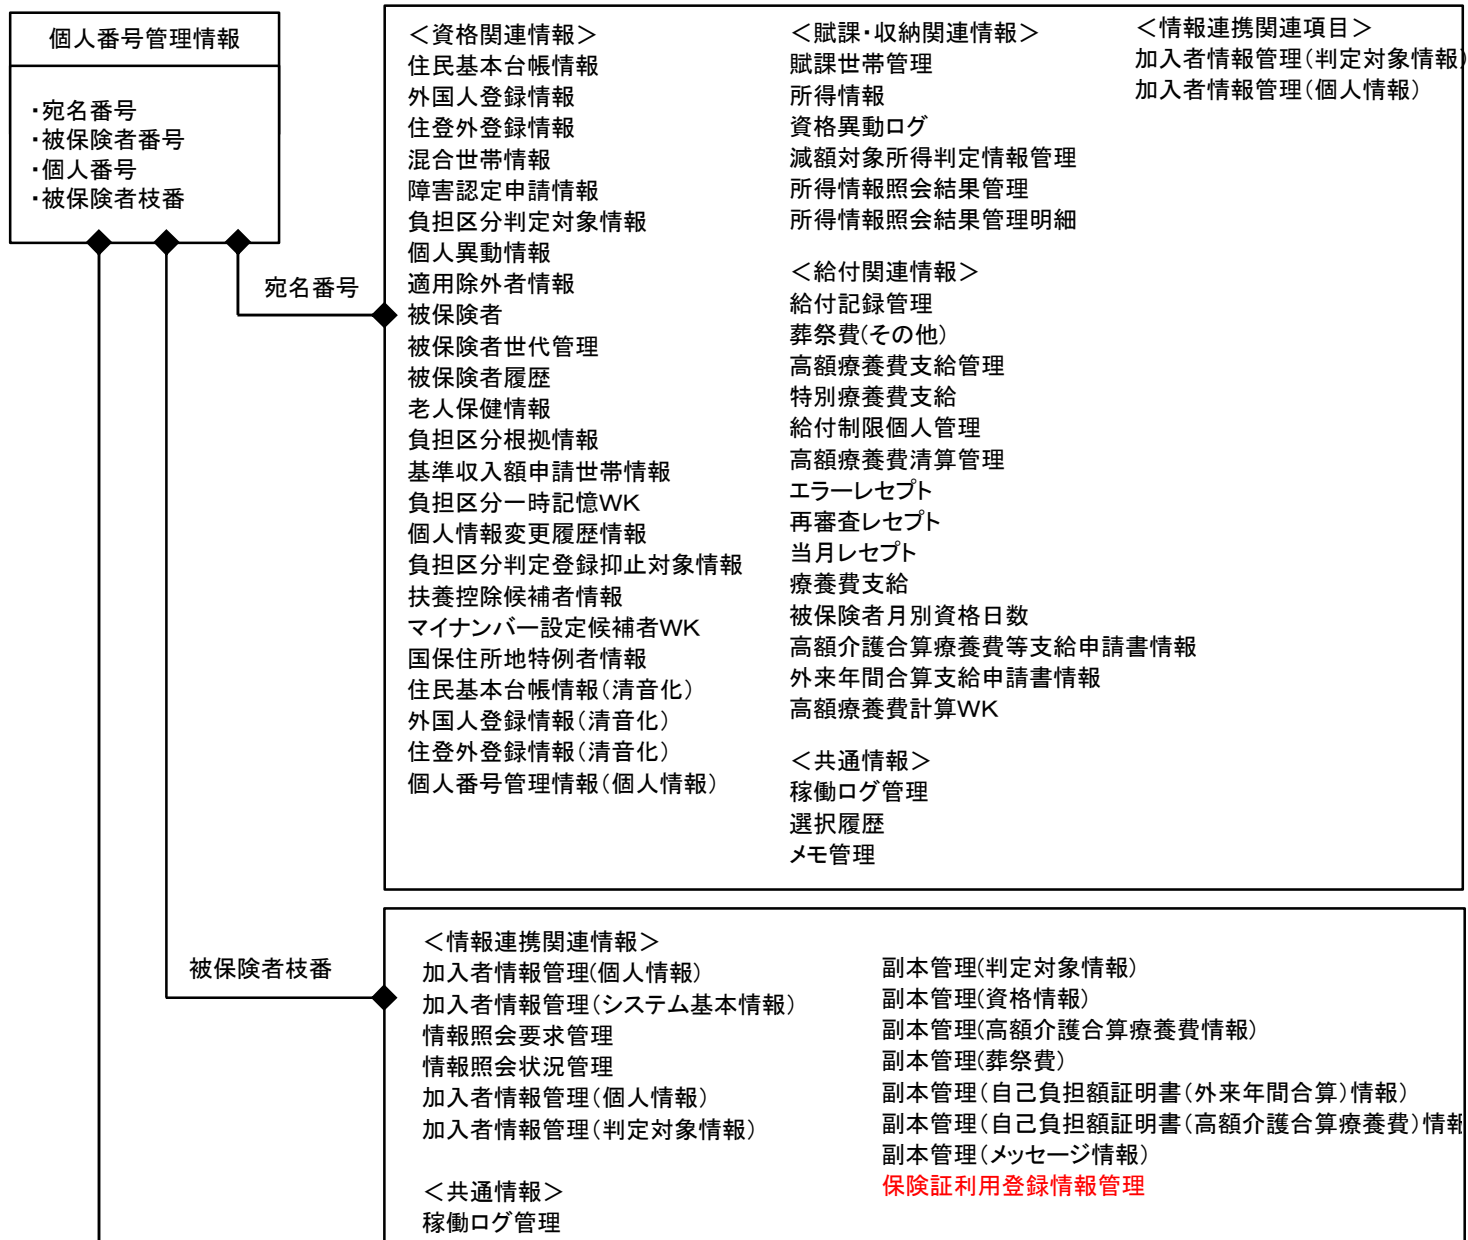 個人番号管理情報
・宛名番号
・被保険者番号
・個人番号
・被保険者枝番
宛名番号
＜資格関連情報＞
住民基本台帳情報
外国人登録情報
住登外登録情報
混合世帯情報
障害認定申請情報
負担区分判定対象情報
個人異動情報
適用除外者情報
被保険者
被保険者世代管理
被保険者履歴
老人保健情報
負担区分根拠情報
基準収入額申請世帯情報
負担区分一時記憶WK
個人情報変更履歴情報
負担区分判定登録抑止対象情報
扶養控除候補者情報
マイナンバー設定候補者WK
国保住所地特例者情報
住民基本台帳情報（清音化）
外国人登録情報（清音化）
住登外登録情報（清音化）
個人番号管理情報（個人情報）
＜賦課・収納関連情報＞
賦課世帯管理
所得情報
資格異動ログ
減額対象所得判定情報管理
所得情報照会結果管理
所得情報照会結果管理明細
＜給付関連情報＞
給付記録管理
葬祭費(その他)
高額療養費支給管理
特別療養費支給
給付制限個人管理
高額療養費清算管理
エラーレセプト
再審査レセプト
当月レセプト
療養費支給
被保険者月別資格日数
高額介護合算療養費等支給申請書情報
外来年間合算支給申請書情報
高額療養費計算WK
＜共通情報＞
稼働ログ管理
選択履歴
メモ管理
＜情報連携関連項目＞
加入者情報管理（判定対象情報）
加入者情報管理（個人情報）
被保険者枝番
＜情報連携関連情報＞
加入者情報管理(個人情報）
加入者情報管理（システム基本情報）
情報照会要求管理
情報照会状況管理
加入者情報管理（個人情報）
加入者情報管理（判定対象情報）
＜共通情報＞
稼働ログ管理
副本管理(判定対象情報）
副本管理(資格情報）
副本管理(高額介護合算療養費情報）
副本管理(葬祭費）
副本管理（自己負担額証明書（外来年間合算）情報）
副本管理（自己負担額証明書（高額介護合算療養費）情報
副本管理（メッセージ情報）
保険証利用登録情報管理